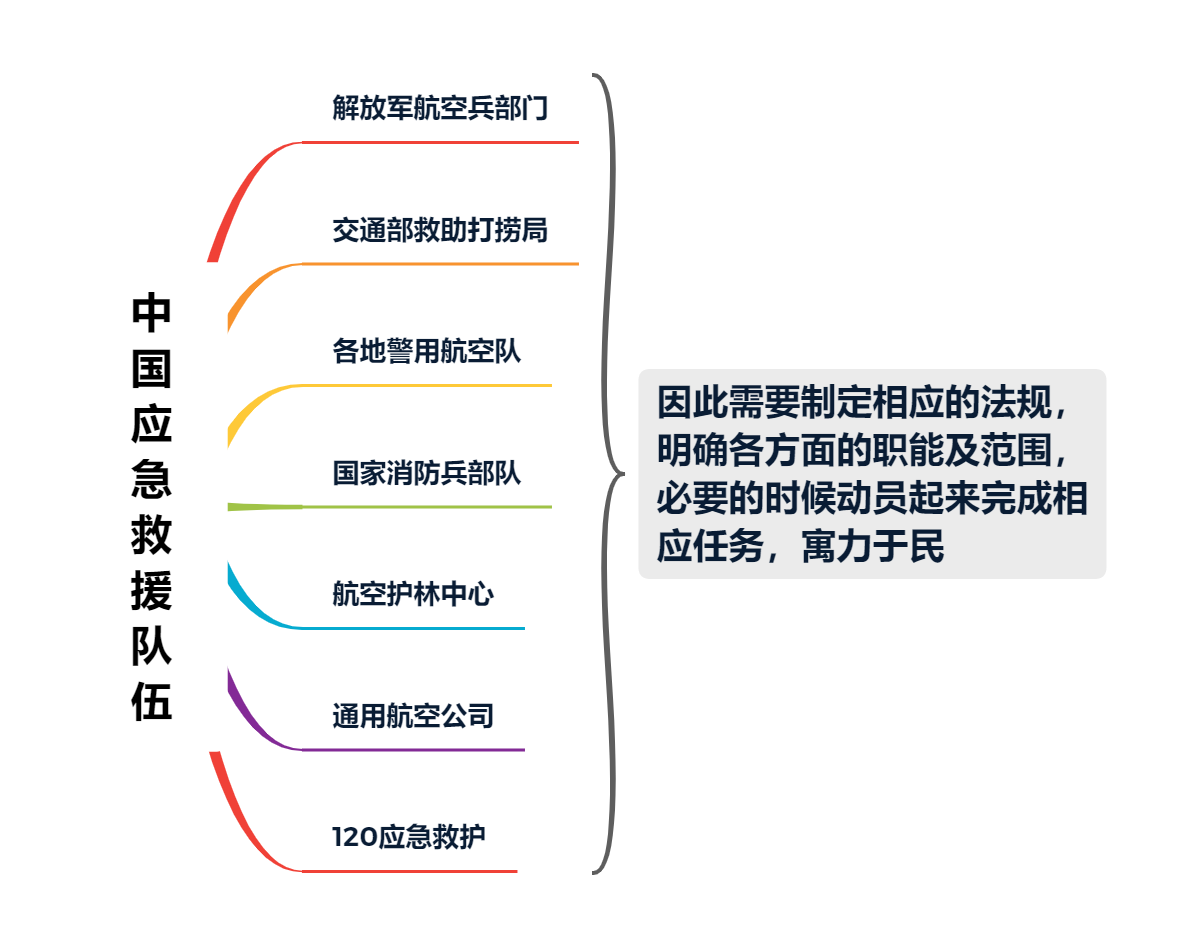 中国应急救援队伍
解放军航空兵部门
交通部救助打捞局
各地警用航空队
国家消防兵部队
航空护林中心
通用航空公司
120应急救护
因此需要制定相应的法规，
明确各方面的职能及范围，
必要的时候动员起来完成相
应任务，寓力于民